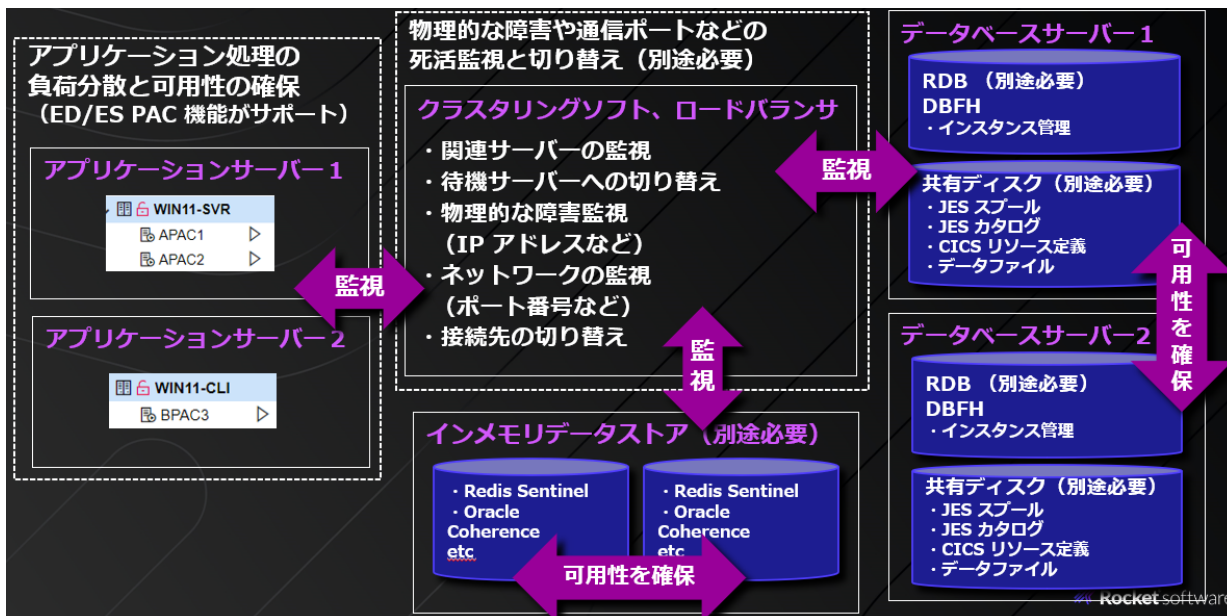 アプリケーション処理の
負荷分散と可用性の確保
（ED/ES PAC 機能がサポート）
アプリケーションサーバー１
WIN11-SVR
APAC1
APAC2
アプリケーションサーバー２
WIN11-CLI
BPAC3
監視
物理的な障害や通信ポートなどの
死活監視と切り替え（別途必要）
クラスタリングソフト、ロードバランサ
・関連サーバーの監視
・待機サーバーへの切り替え
・物理的な障害監視
（IP アドレスなど）
・ネットワークの監視
（ポート番号など）
・接続先の切り替え
監視
監視
インメモリデータストア（別途必要）
・Redis Sentinel
・Oracle
Coherence
etc
・Redis Sentinel
・Oracle
Coherence
etc
可用性を確保
データベースサーバー１
RDB （別途必要）
DBFH
・インスタンス管理
共有ディスク（別途必要）
・JES スプール
・JES カタログ
・CICS リソース定義
・データファイル
可用性を確保
データベースサーバー２
RDB （別途必要）
DBFH
・インスタンス管理
共有ディスク（別途必要）
・JES スプール
・JES カタログ
・CICS リソース定義
・データファイル
Rocket software